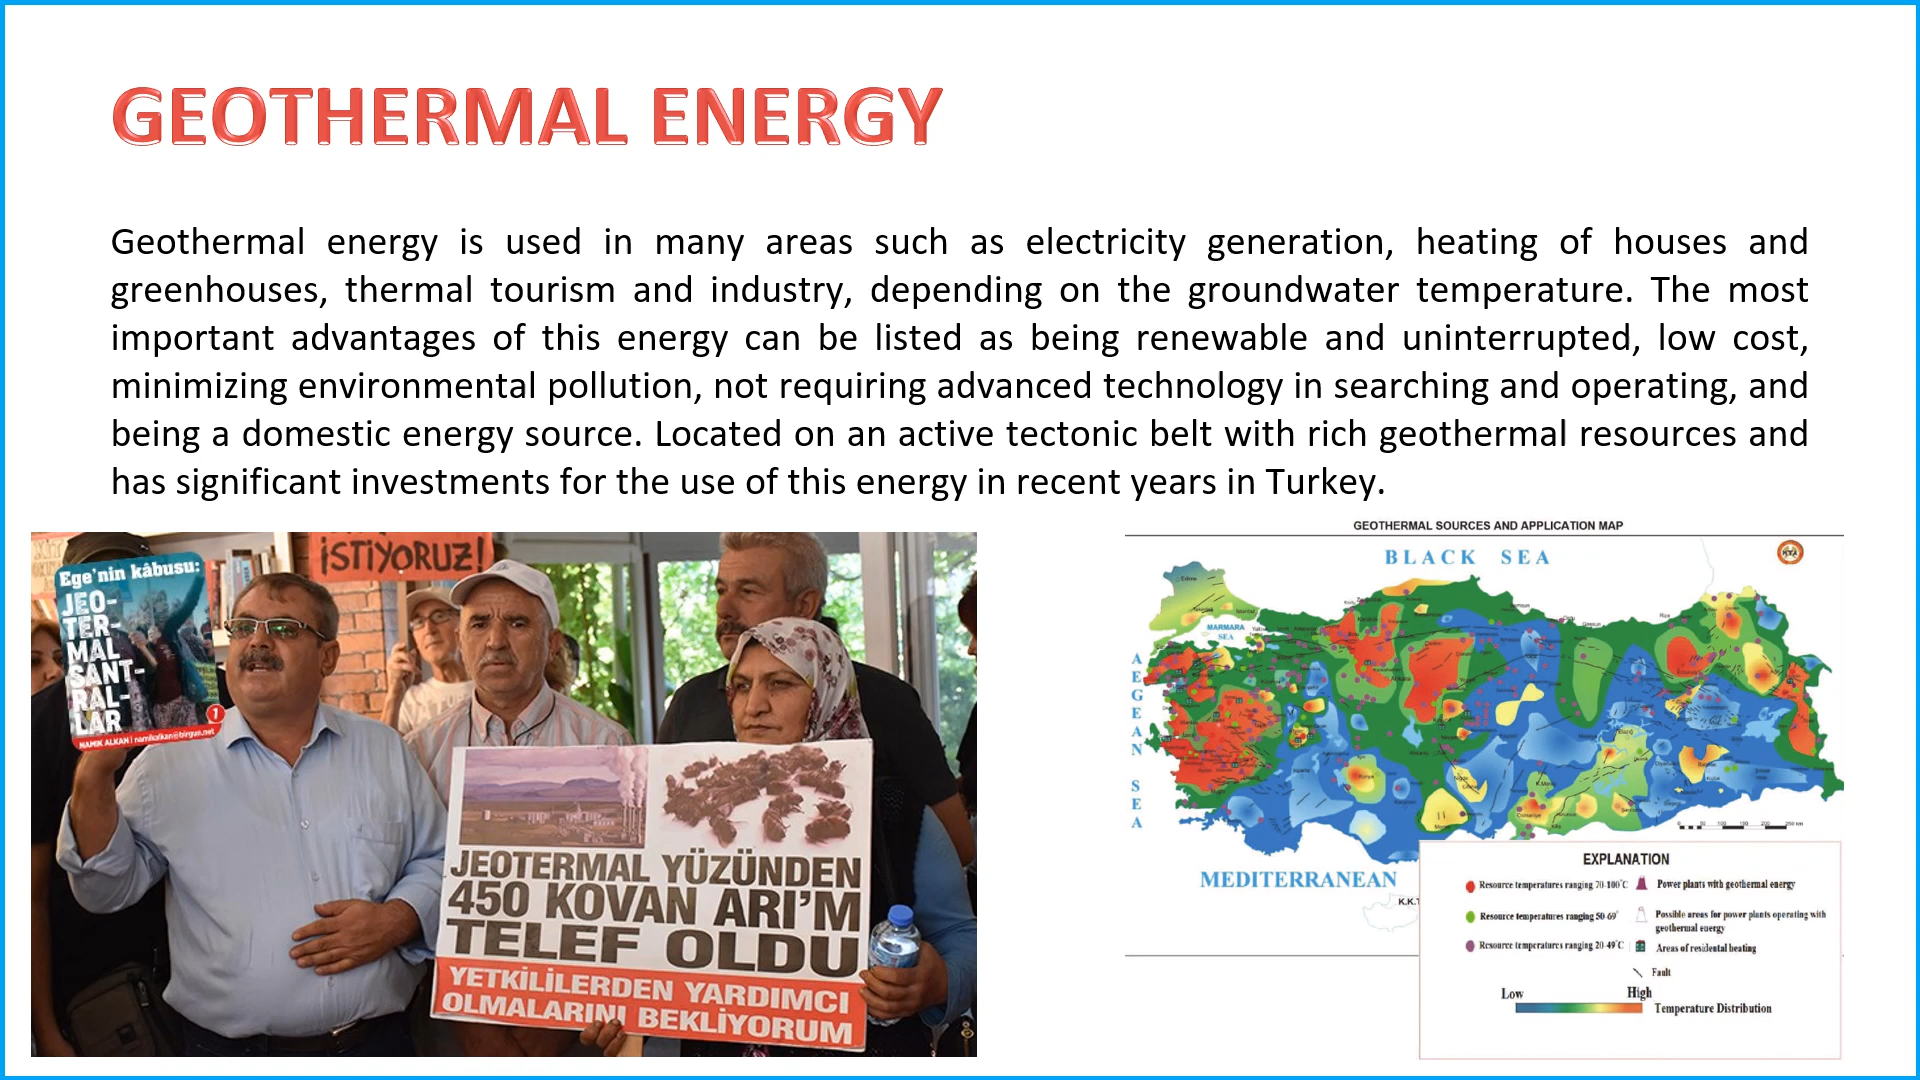 GEOTHERMAL ENERGY
Geothermal energy is used in many areas such as electricity generation, heating of houses and
greenhouses, thermal tourism and industry, depending on the groundwater temperature. The most
important advantages of this energy can be listed as being renewable and uninterrupted, low cost,
minimizing environmental pollution, not requiring advanced technology in searching and operating, and
being a domestic energy source. Located on an active tectonic belt with rich geothermal resources and
has significant investments for the use of this energy in recent years in Turkey.
İSTİYORUZ!
Ege'nin kâbusu:
JEO-
TER-
MAL
SANT-
RAL-
LAR
1
NAMIK ALKAN | namikalkan@birgun.net
JEOTERMAL YÜZÜNDEN
450 KOVAN ARI'M
TELEF OLDU
YETKİLİLERDEN YARDIMCI
OLMALARINI BEKLİYORUM
GEOTHERMAL SOURCES AND APPLICATION MAP
BLACK SEA
MTA
MARMARA
SEA
AEGEAN SEA
MEDITERRANEAN
K.K.T
EXPLANATION
Resource temperatures ranging 70-100°C
Power plants with geothermal energy
Resource temperatures ranging 50-69°
Possible areas for power plants operating with
geothermal energy
Resource temperatures ranging 20-49°C
Areas of residental heating
Fault
Low High
Temperature Distribution